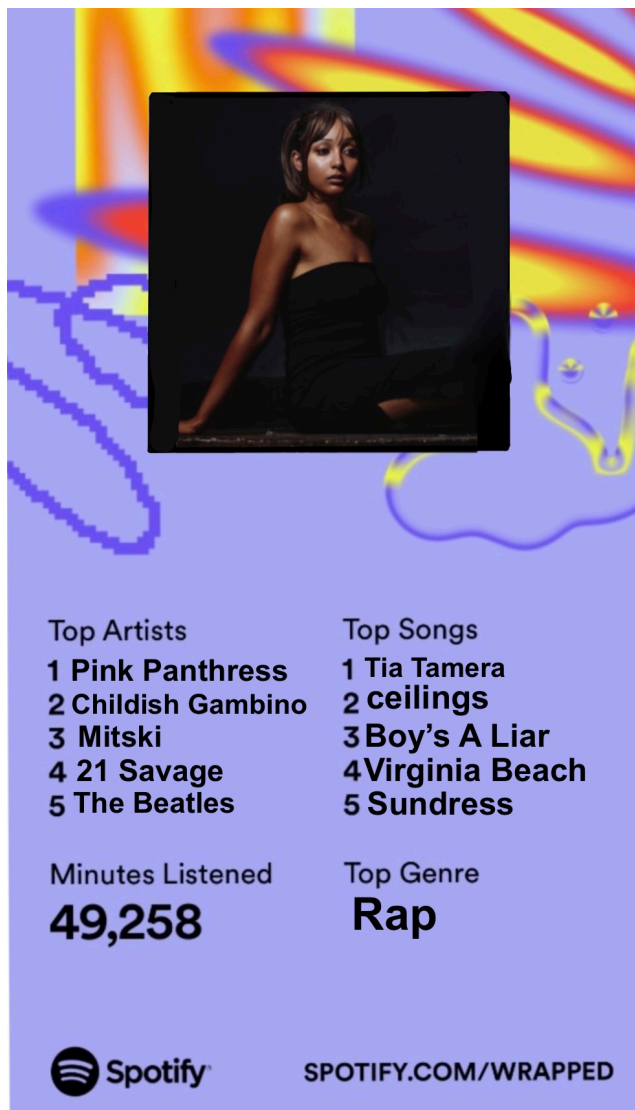 Top Artists
1 Pink Panthress
2 Childish Gambino
3 Mitski
4 21 Savage
5 The Beatles
Top Songs
1 Tia Tamera
2 ceilings
3 Boy’s A Liar
4 Virginia Beach
5 Sundress
Minutes Listened
49,258
Top Genre
Rap
Spotify
SPOTIFY.COM/WRAPPED